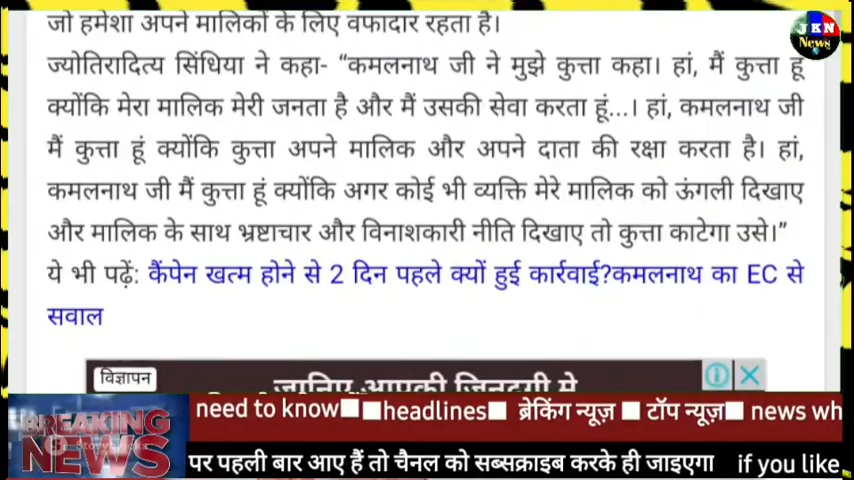 जो हमेशा अपने मालिकों के लिए वफादार रहता है।
JKN
News
ज्योतिरादित्य सिंधिया ने कहा- “कमलनाथ जी ने मुझे कुत्ता कहा। हां, मैं कुत्ता हूं
क्योंकि मेरा मालिक मेरी जनता है और मैं उसकी सेवा करता हूं...। हां, कमलनाथ जी
मैं कुत्ता हूं क्योंकि कुत्ता अपने मालिक और अपने दाता की रक्षा करता है। हां,
कमलनाथ जी मैं कुत्ता हूं क्योंकि अगर कोई भी व्यक्ति मेरे मालिक को ऊंगली दिखाए
और मालिक के साथ भ्रष्टाचार और विनाशकारी नीति दिखाए तो कुत्ता काटेगा उसे।”
ये भी पढ़ें: कैंपेन खत्म होने से 2 दिन पहले क्यों हुई कार्रवाई?कमलनाथ का EC से
सवाल
विज्ञापन
जानिए आपकी जिन्दगी मे
BREAKING
NEWS
need to know■ ■headlines■ ब्रेकिंग न्यूज़ ■ टॉप न्यूज़■ news wh
पर पहली बार आए हैं तो चैनल को सब्सक्राइब करके ही जाइएगा if you like